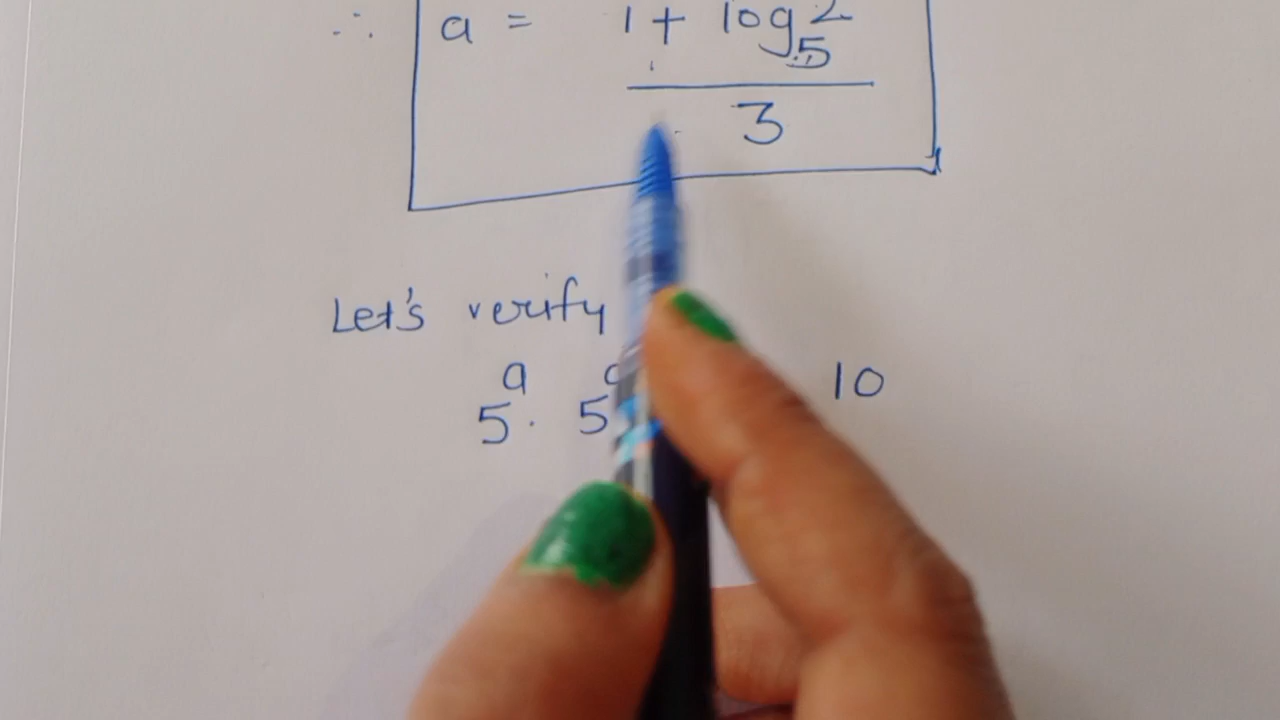 ∴ a = 1 + log₅2
3
Let's verify
5ᵃ · 5 10